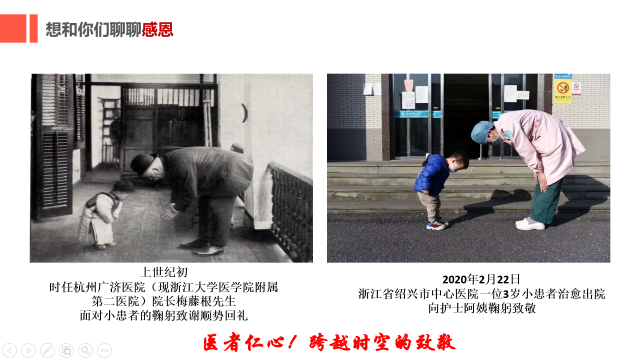 想和你们聊聊感恩
上世纪初
时任杭州广济医院（现浙江大学医学院附属
第二医院）院长梅藤根先生
面对小患者的鞠躬致谢顺势回礼
2020年2月22日
浙江省绍兴市中心医院一位3岁小患者治愈出院
向护士阿姨鞠躬致敬
医者仁心！跨越时空的致敬